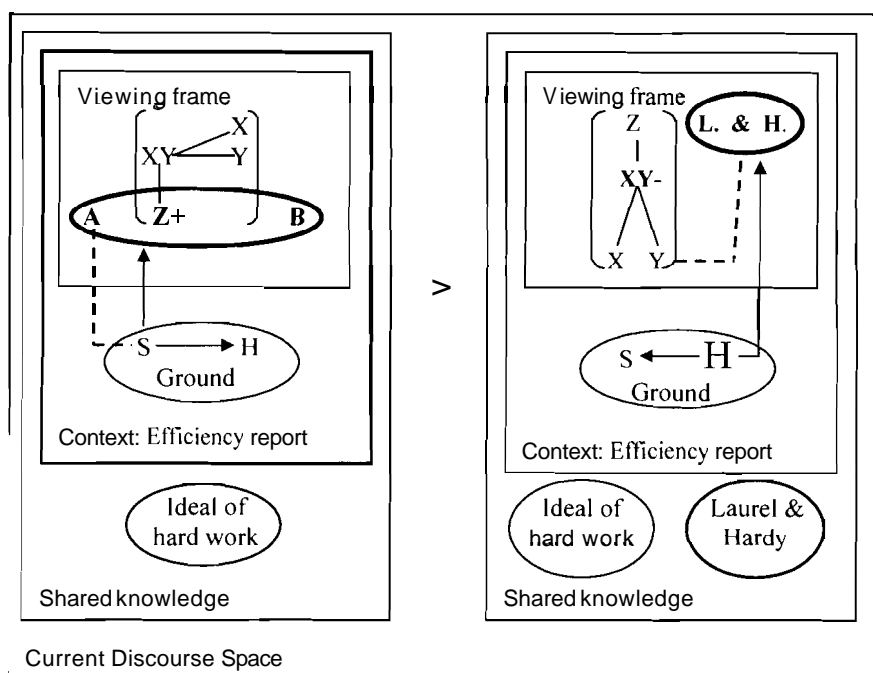 Viewing frame
X
XY Y
A Z+ B
S H
Ground
Context: Efficiency report
Ideal of
hard work
Shared knowledge
>
Viewing frame
Z L. & H.
XY-
X Y
S H
Ground
Context: Efficiency report
Ideal of
hard work
Laurel &
Hardy
Shared knowledge
Current Discourse Space